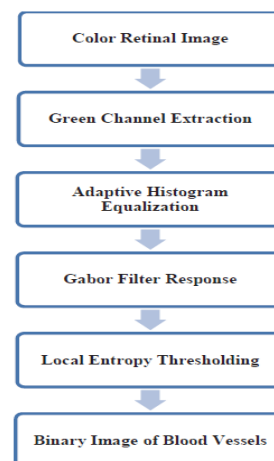 Color Retinal Image
Green Channel Extraction
Adaptive Histogram
Equalization
Gabor Filter Response
Local Entropy Thresholding
Binary Image of Blood Vessels